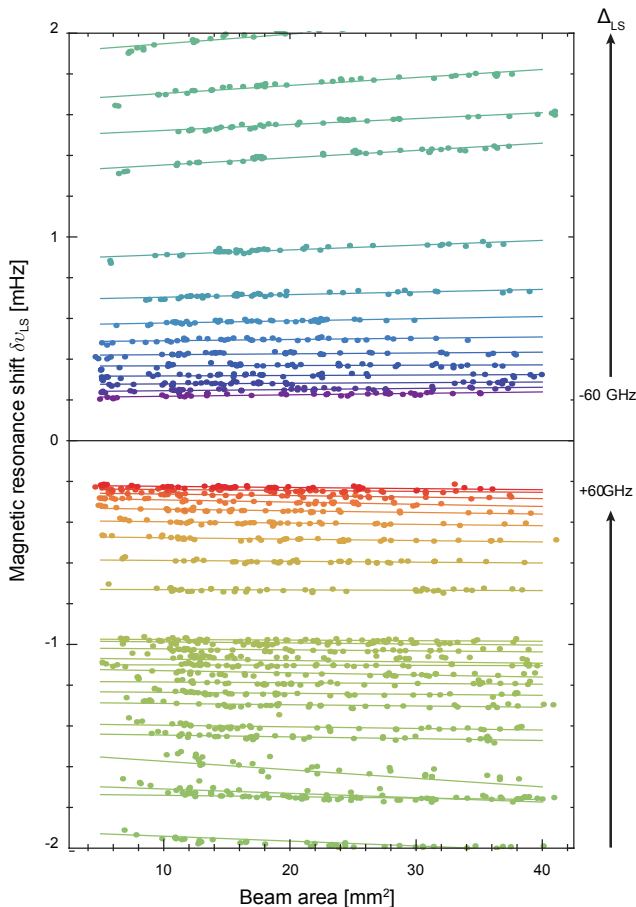 2
Δ_LS
1
-60 GHz
0
+60GHz
-1
-2
10
20
30
40
Magnetic resonance shift δν_LS [mHz]
Beam area [mm²]